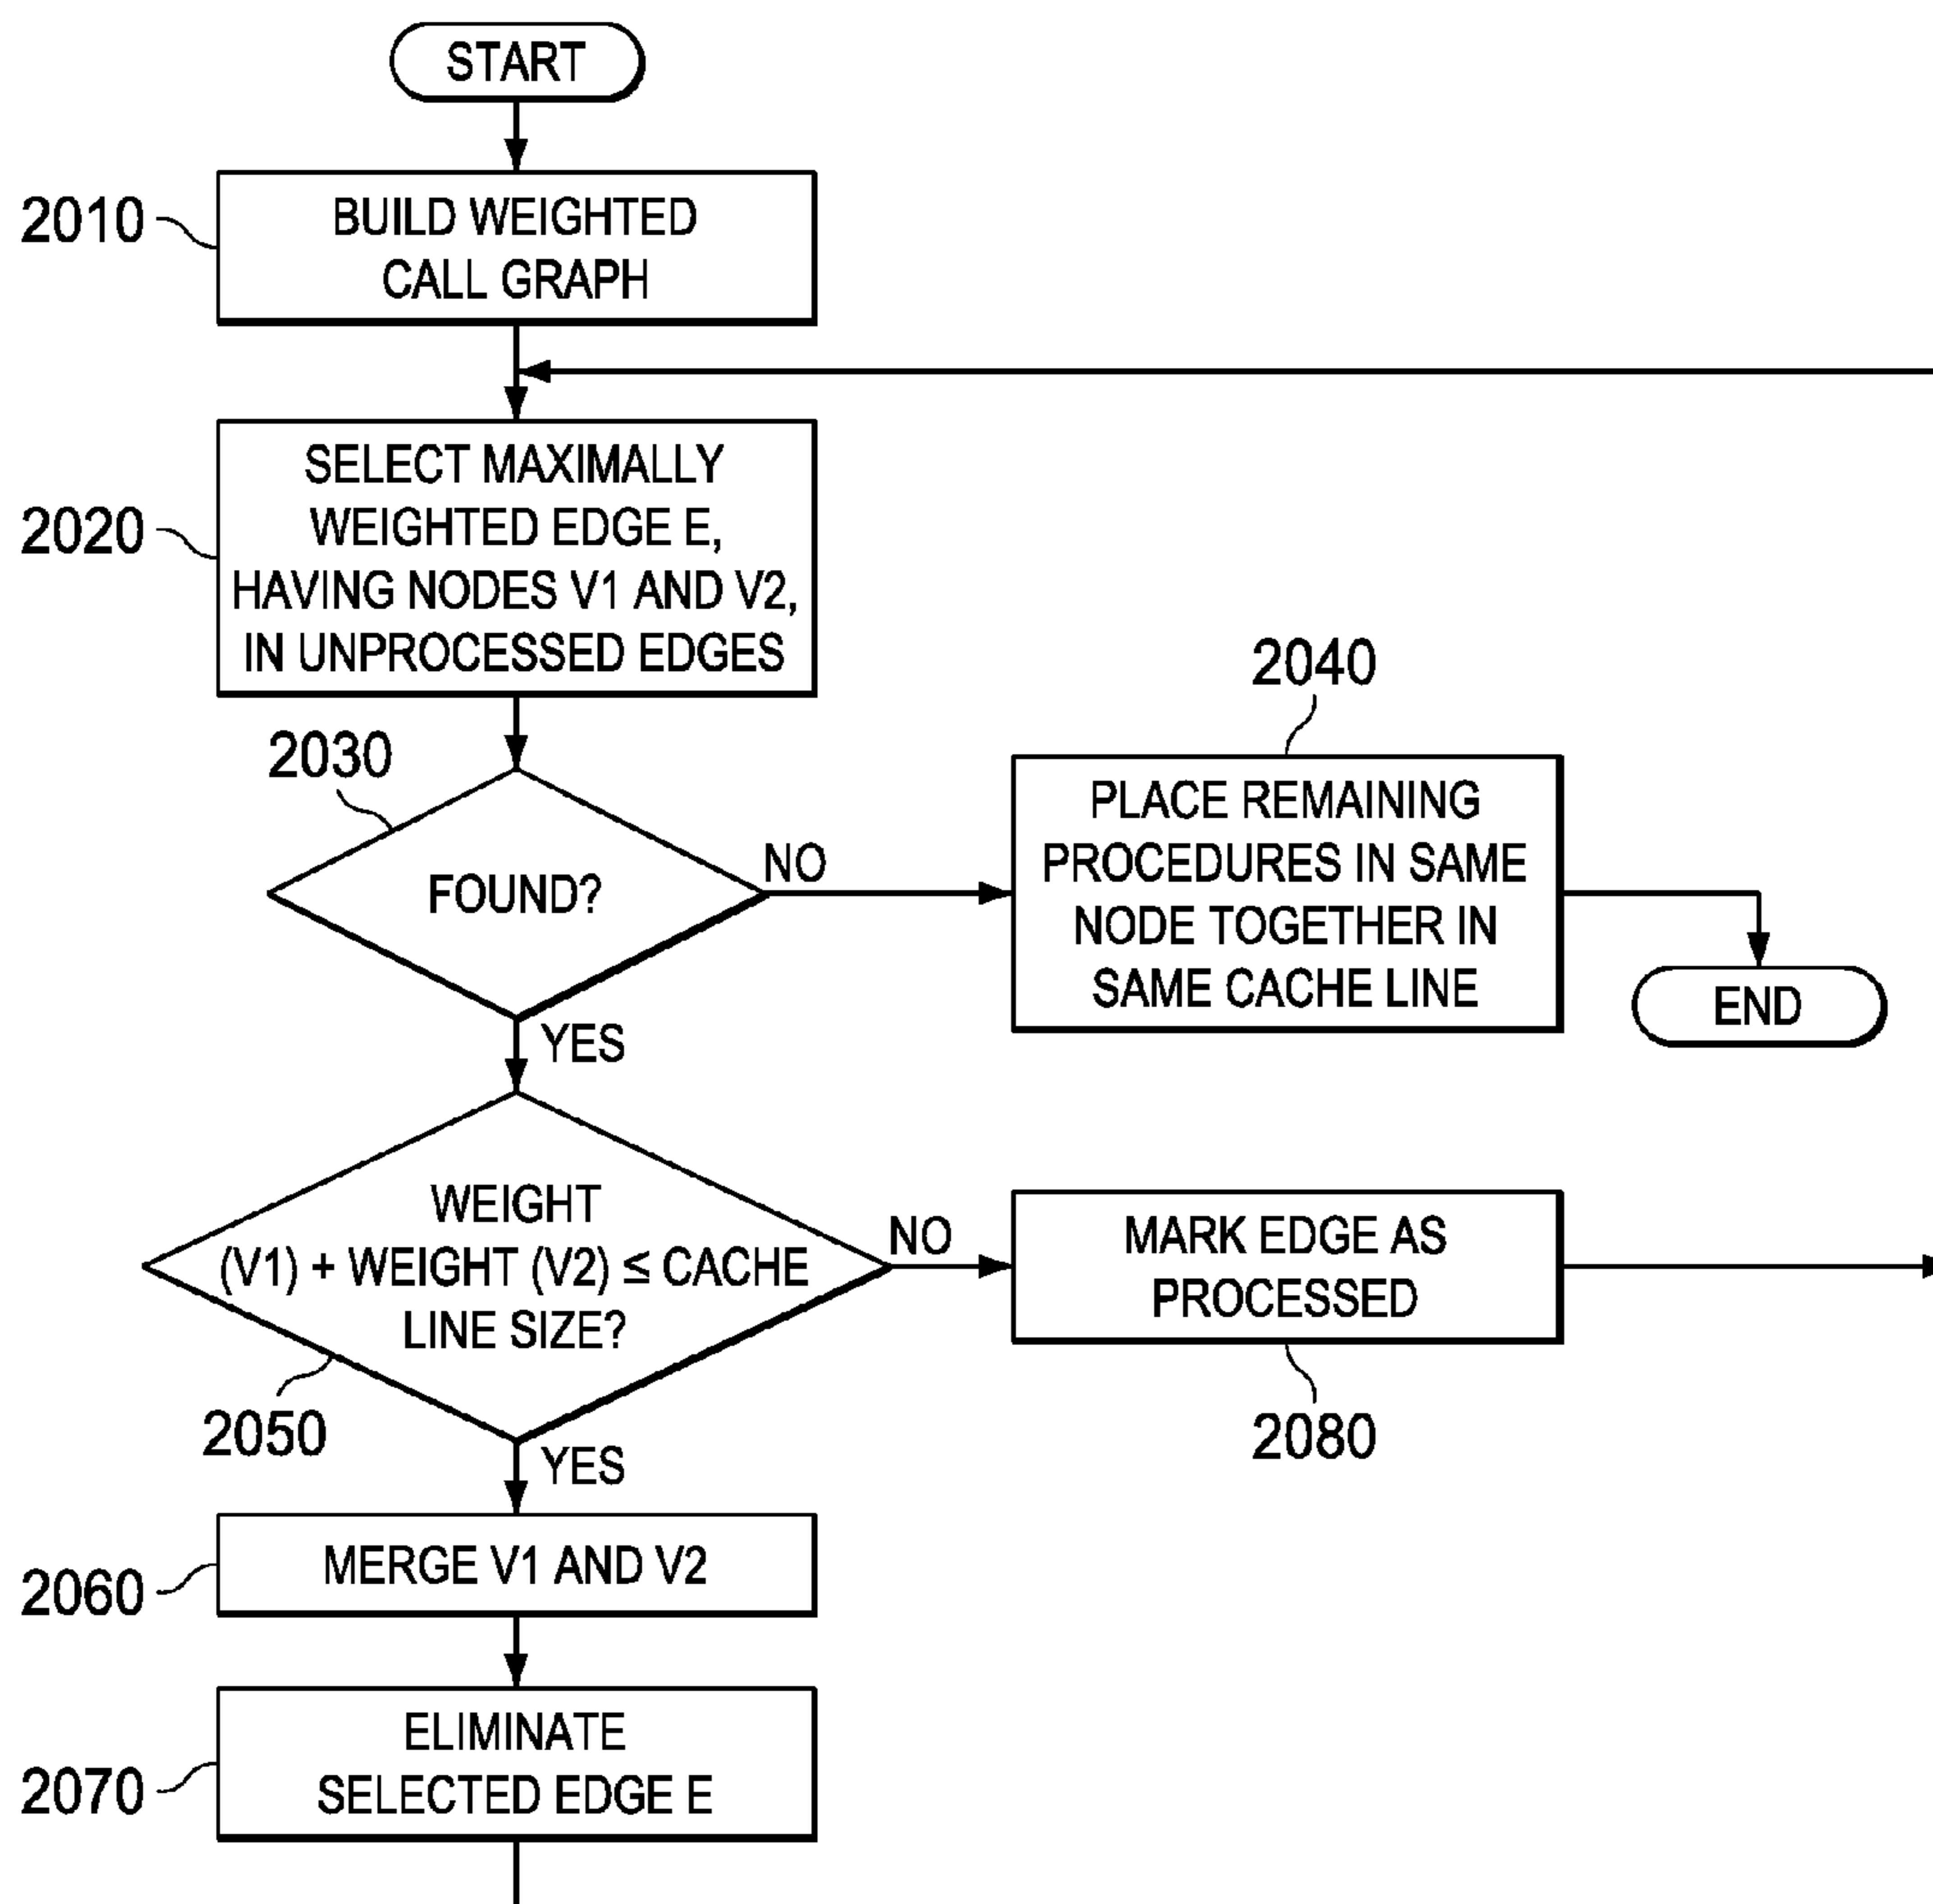 START
2010
BUILD WEIGHTED
CALL GRAPH
2020
SELECT MAXIMALLY
WEIGHTED EDGE E,
HAVING NODES V1 AND V2,
IN UNPROCESSED EDGES
2030
FOUND?
NO
YES
2040
PLACE REMAINING
PROCEDURES IN SAME
NODE TOGETHER IN
SAME CACHE LINE
END
WEIGHT
(V1) + WEIGHT (V2) ≤ CACHE
LINE SIZE?
2050
NO
YES
MARK EDGE AS
PROCESSED
2080
2060
MERGE V1 AND V2
2070
ELIMINATE
SELECTED EDGE E